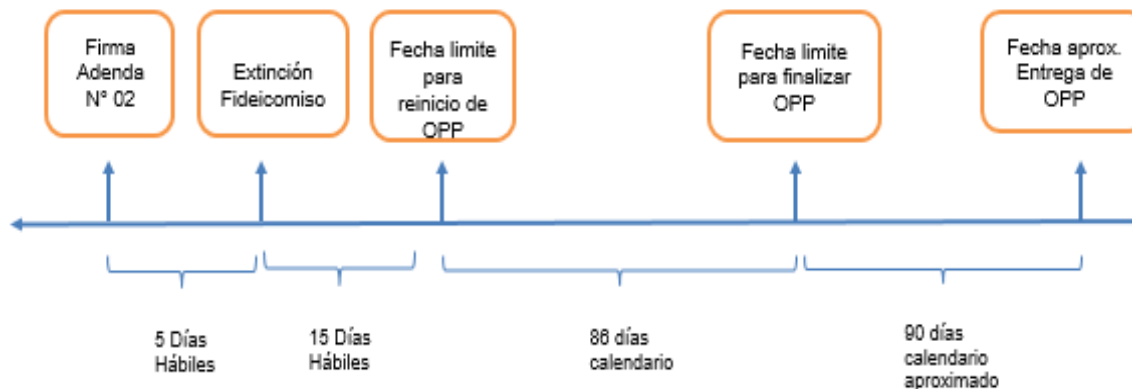 Firma
Adenda
N° 02
Extinción
Fideicomiso
Fecha limite
para
reinicio de
OPP
Fecha limite
para finalizar
OPP
Fecha aprox.
Entrega de
OPP
5 Días
Hábiles
15 Días
Hábiles
86 días
calendario
90 días
calendario
aproximado